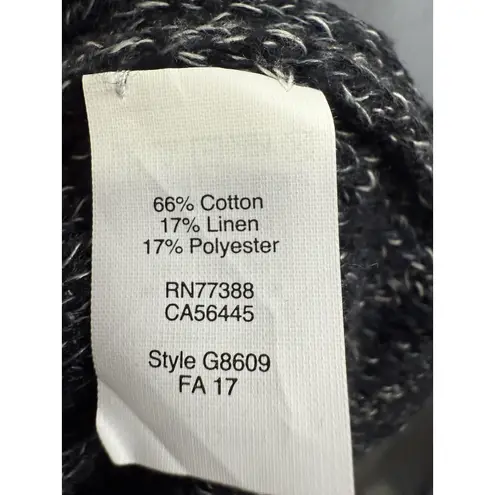 66% Cotton
17% Linen
17% Polyester
RN77388
CA56445
Style G8609
FA 17